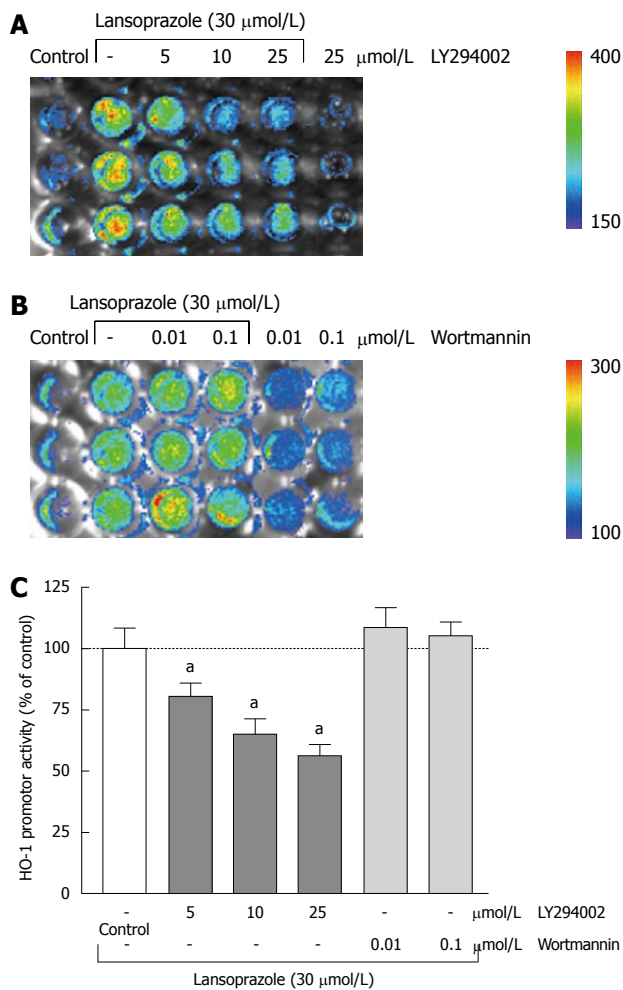 A
Lansoprazole (30 μmol/L)
Control - 5 10 25 25 μmol/L LY294002
400
150
B
Lansoprazole (30 μmol/L)
Control - 0.01 0.1 0.01 0.1 μmol/L Wortmannin
300
100
C
HO-1 promotor activity (% of control)
125
100
75
50
25
0
a a a
- 5 10 25 - - μmol/L LY294002
Control
- - - - 0.01 0.1 μmol/L Wortmannin
Lansoprazole (30 μmol/L)